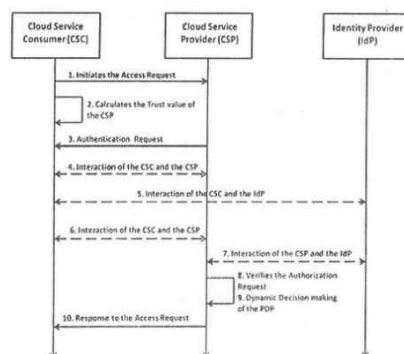 Cloud Service
Consumer (CSC)
Cloud Service
Provider (CSP)
Identity Provider
(IdP)
1. Initiates the Access Request
2. Calculates the Trust value of
the CSP
3. Authentication Request
4. Interaction of the CSC and the CSP
5. Interaction of the CSC and the IdP
6. Interaction of the CSC and the CSP
7. Interaction of the CSP and the IdP
8. Verifies the Authorization
Request
9. Dynamic Decision making
of the PDP
10. Response to the Access Request